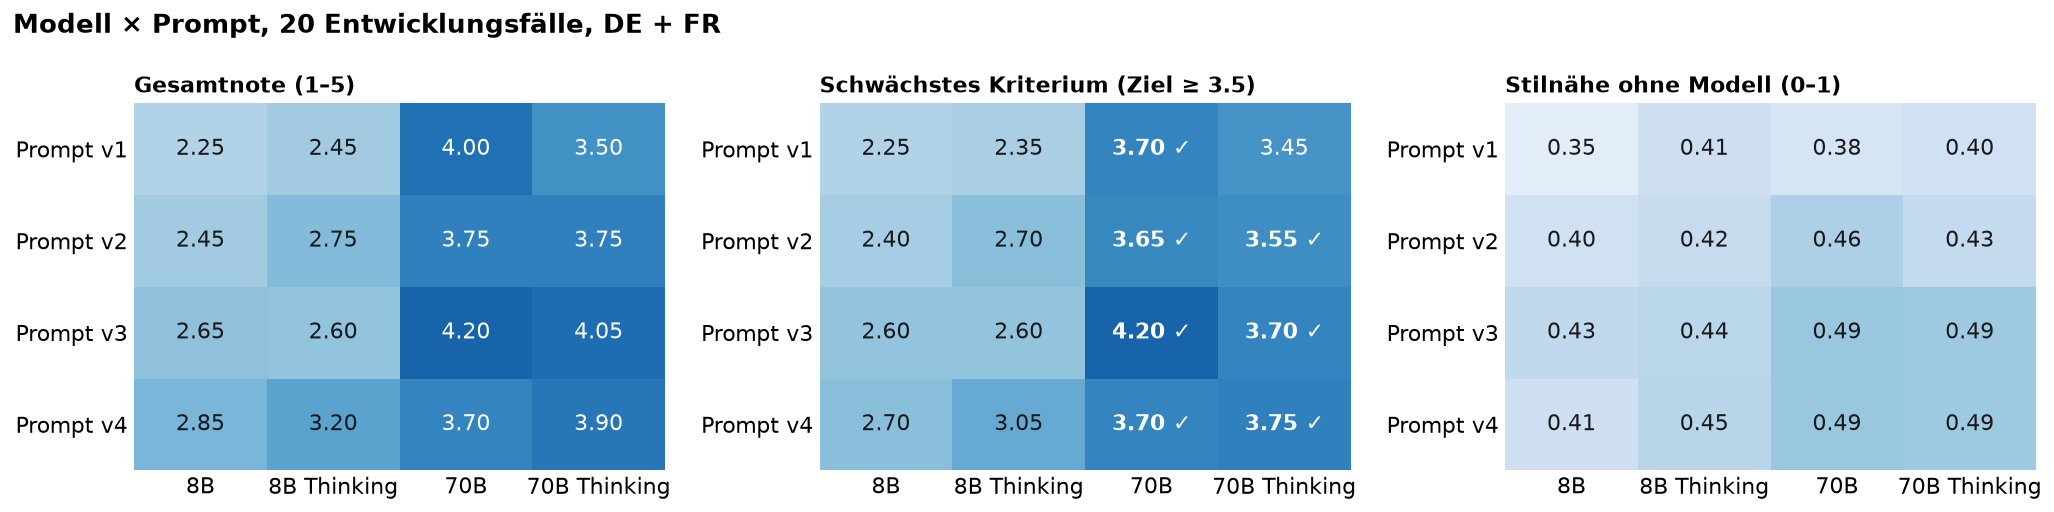 Modell × Prompt, 20 Entwicklungsfälle, DE + FR
Gesamtnote (1–5)
Prompt v1 2.25 2.45 4.00 3.50
Prompt v2 2.45 2.75 3.75 3.75
Prompt v3 2.65 2.60 4.20 4.05
Prompt v4 2.85 3.20 3.70 3.90
8B 8B Thinking 70B 70B Thinking
Schwächstes Kriterium (Ziel ≥ 3.5)
Prompt v1 2.25 2.35 3.70 ✓ 3.45
Prompt v2 2.40 2.70 3.65 ✓ 3.55 ✓
Prompt v3 2.60 2.60 4.20 ✓ 3.70 ✓
Prompt v4 2.70 3.05 3.70 ✓ 3.75 ✓
8B 8B Thinking 70B 70B Thinking
Stilnähe ohne Modell (0–1)
Prompt v1 0.35 0.41 0.38 0.40
Prompt v2 0.40 0.42 0.46 0.43
Prompt v3 0.43 0.44 0.49 0.49
Prompt v4 0.41 0.45 0.49 0.49
8B 8B Thinking 70B 70B Thinking